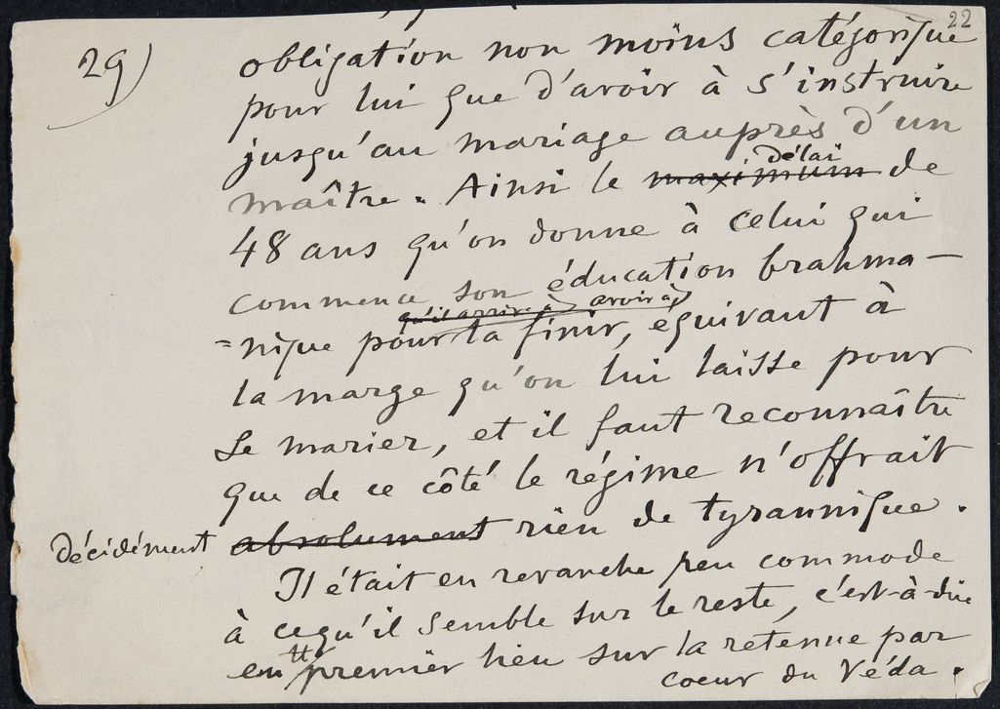 22
29)
obligation non moins catégorique
pour lui que d'avoir à s'instruire
jusqu'au mariage auprès d'un
délai
maître. Ainsi le maximum de
48 ans qu'on donne à celui qui
commence son éducation brahma-
qu'il arrive à avoir à
=nique pour la finir, équivaut à
la marge qu'on lui laisse pour
se marier, et il faut reconnaître
que de ce côté le régime n'offrait
décidément absolument rien de tyrannique.
Il était en revanche peu commode
à ce qu'il semble sur le reste, c'est-à-dire
en premier lieu sur la retenue par
coeur du Véda.